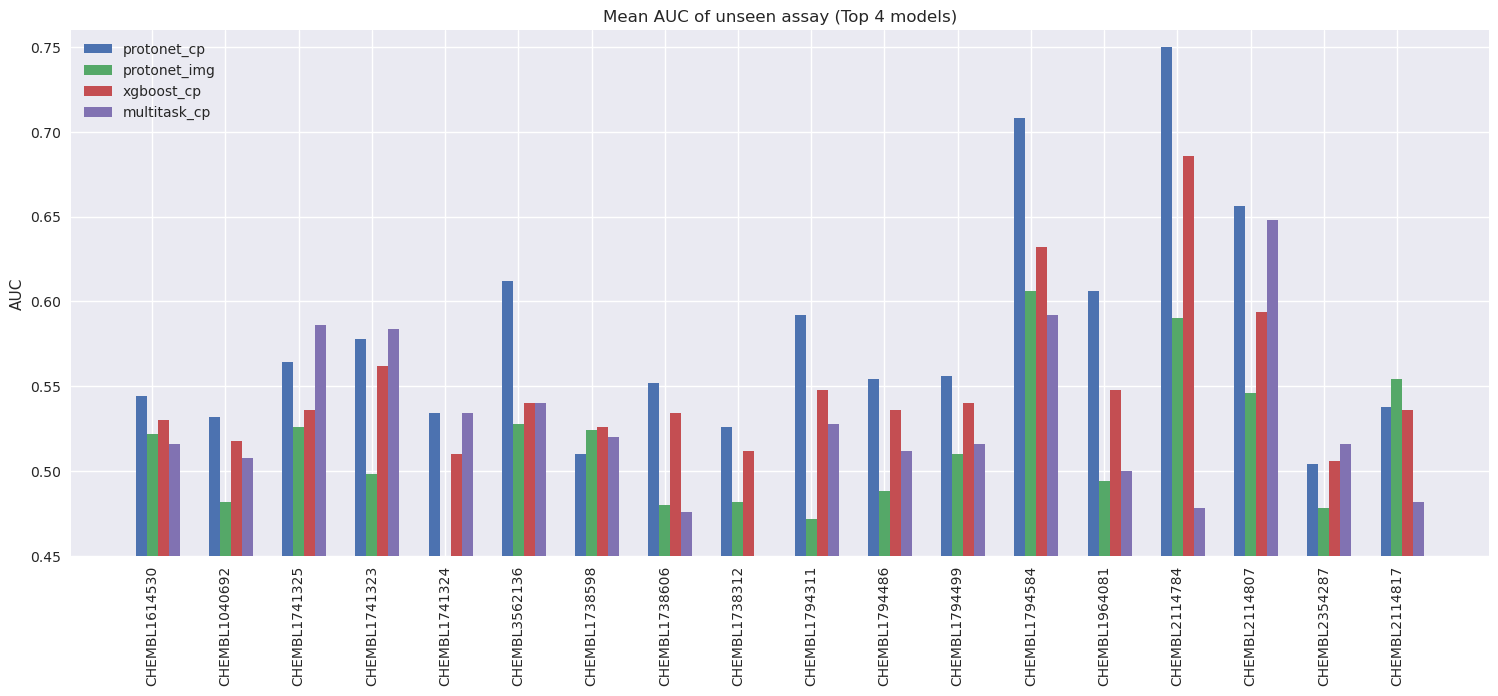 Mean AUC of unseen assay (Top 4 models)
protonet_cp
protonet_img
xgboost_cp
multitask_cp
AUC
0.75
0.70
0.65
0.60
0.55
0.50
0.45
CHEMBL1614530
CHEMBL1040692
CHEMBL1741325
CHEMBL1741323
CHEMBL1741324
CHEMBL3562136
CHEMBL1738598
CHEMBL1738606
CHEMBL1738312
CHEMBL1794311
CHEMBL1794486
CHEMBL1794499
CHEMBL1794584
CHEMBL1964081
CHEMBL2114784
CHEMBL2114807
CHEMBL2354287
CHEMBL2114817